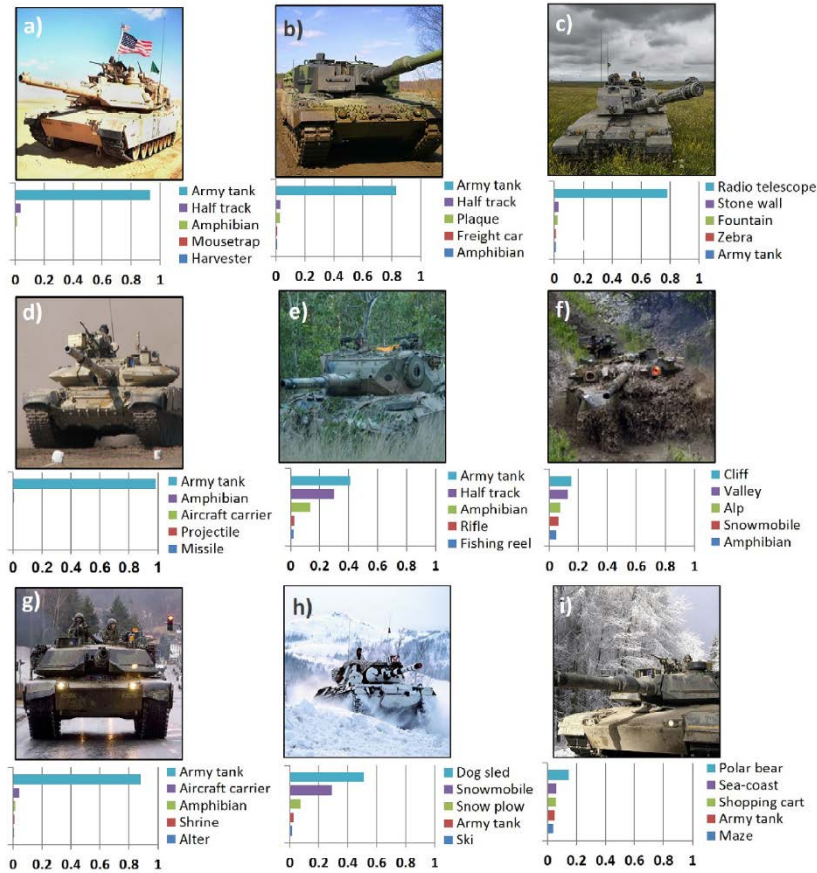 a)
b)
c)
Army tank
Half track
Amphibian
Mousetrap
Harvester
0 0.2 0.4 0.6 0.8 1
Army tank
Half track
Plaque
Freight car
Amphibian
0 0.2 0.4 0.6 0.8 1
Radio telescope
Stone wall
Fountain
Zebra
Army tank
0 0.2 0.4 0.6 0.8 1
d)
e)
f)
Army tank
Amphibian
Aircraft carrier
Projectile
Missile
0 0.2 0.4 0.6 0.8 1
Army tank
Half track
Amphibian
Rifle
Fishing reel
0 0.2 0.4 0.6 0.8 1
Cliff
Valley
Alp
Snowmobile
Amphibian
0 0.2 0.4 0.6 0.8 1
g)
h)
i)
Army tank
Aircraft carrier
Amphibian
Shrine
Alter
0 0.2 0.4 0.6 0.8 1
Dog sled
Snowmobile
Snow plow
Army tank
Ski
0 0.2 0.4 0.6 0.8 1
Polar bear
Sea-coast
Shopping cart
Army tank
Maze
0 0.2 0.4 0.6 0.8 1